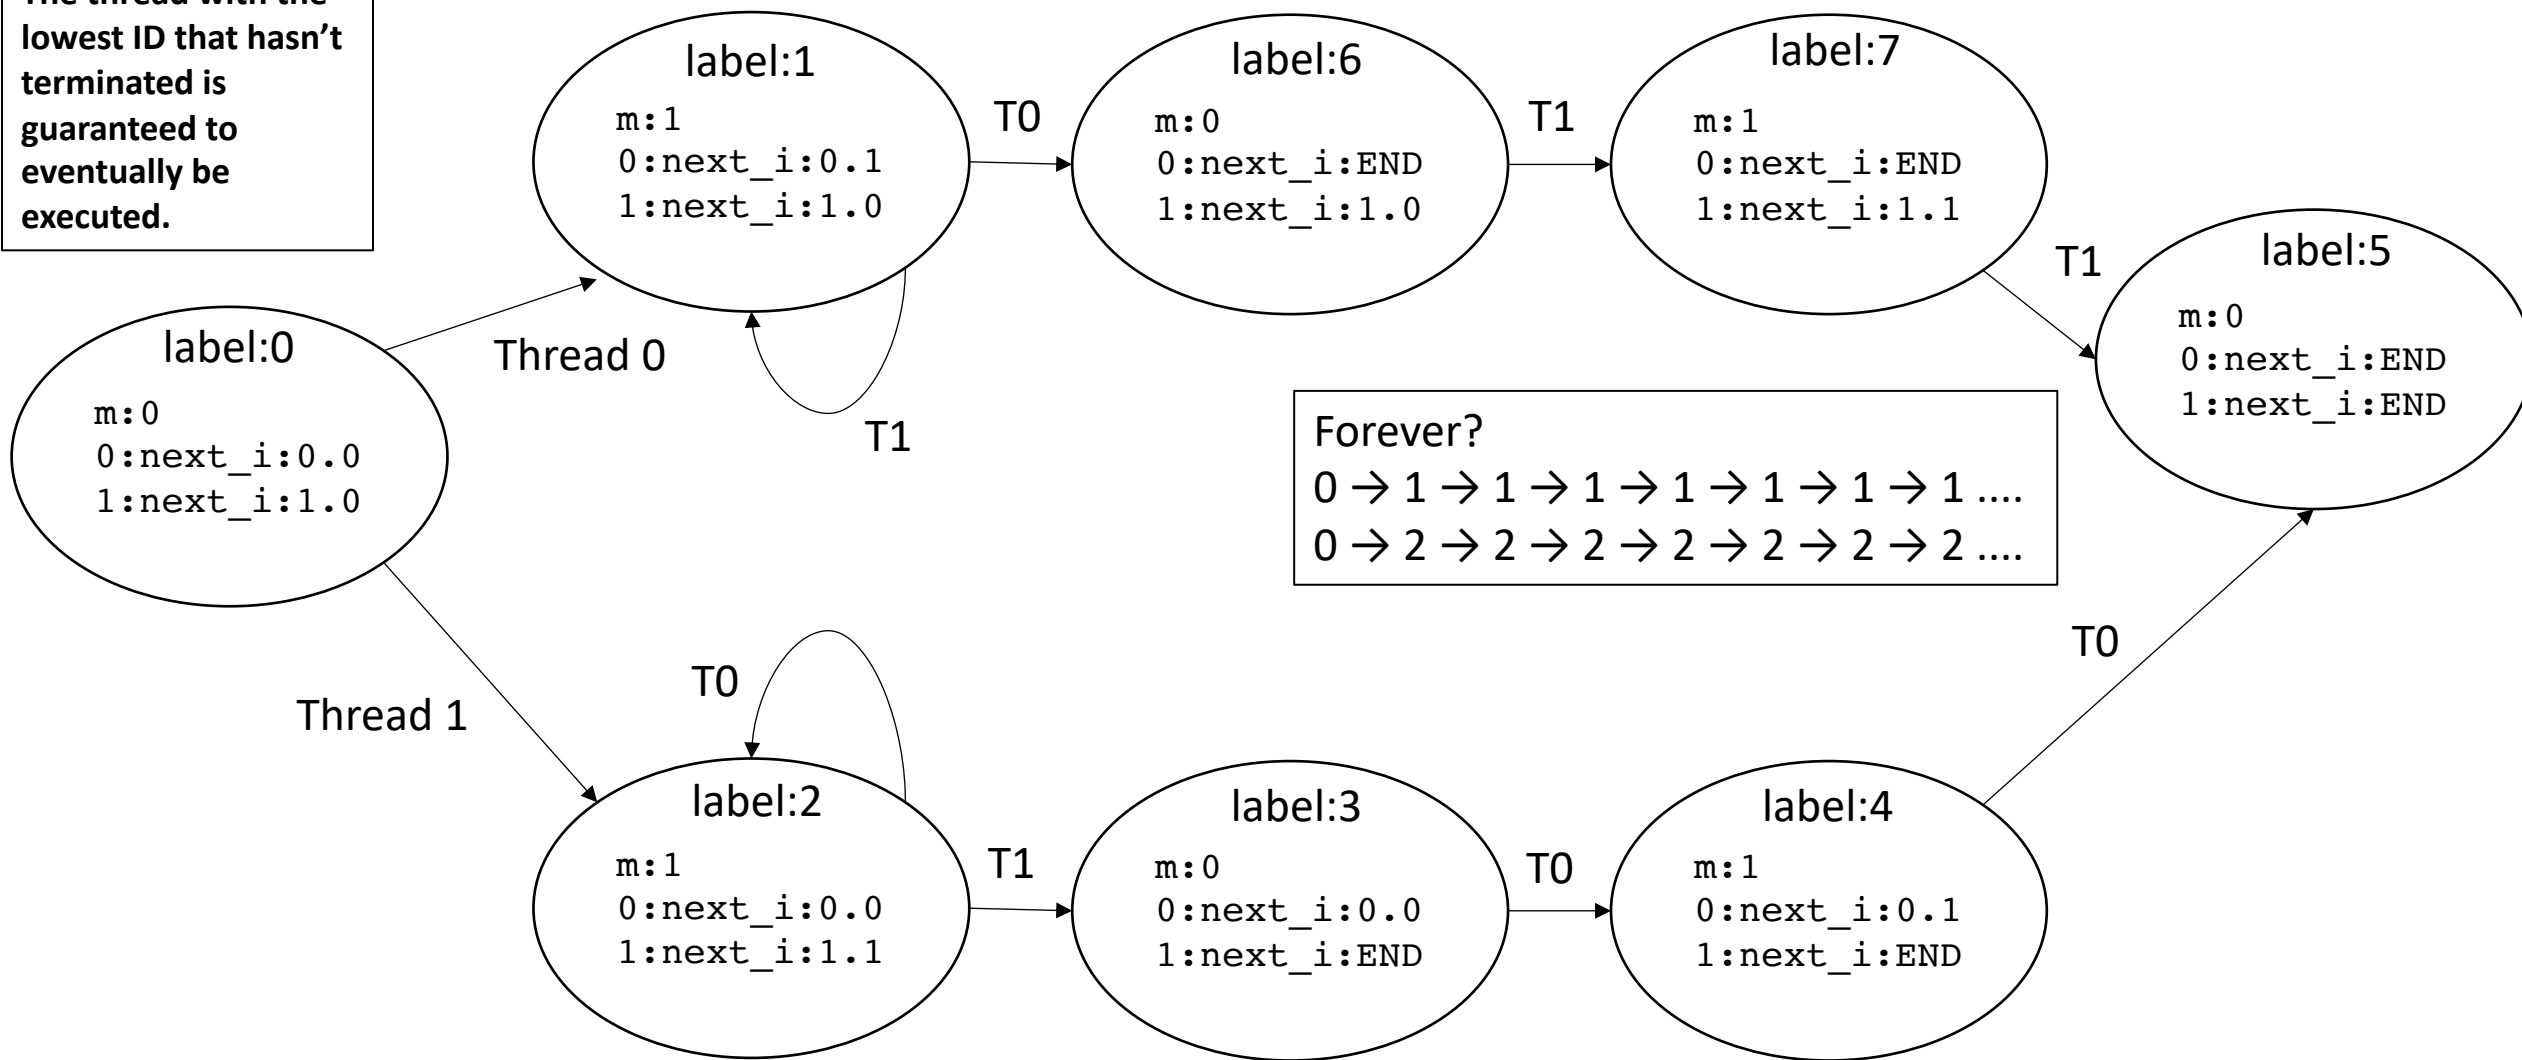 The thread with the
lowest ID that hasn’t
terminated is
guaranteed to
eventually be
executed.
label:0
m:0
0:next_i:0.0
1:next_i:1.0
Thread 0
Thread 1
label:1
m:1
0:next_i:0.1
1:next_i:1.0
T1
T0
label:6
m:0
0:next_i:END
1:next_i:1.0
T1
label:7
m:1
0:next_i:END
1:next_i:1.1
T1
label:5
m:0
0:next_i:END
1:next_i:END
Forever?
0 → 1 → 1 → 1 → 1 → 1 → 1 → 1 ....
0 → 2 → 2 → 2 → 2 → 2 → 2 → 2 ....
T0
label:2
m:1
0:next_i:0.0
1:next_i:1.1
T1
label:3
m:0
0:next_i:0.0
1:next_i:END
T0
label:4
m:1
0:next_i:0.1
1:next_i:END
T0